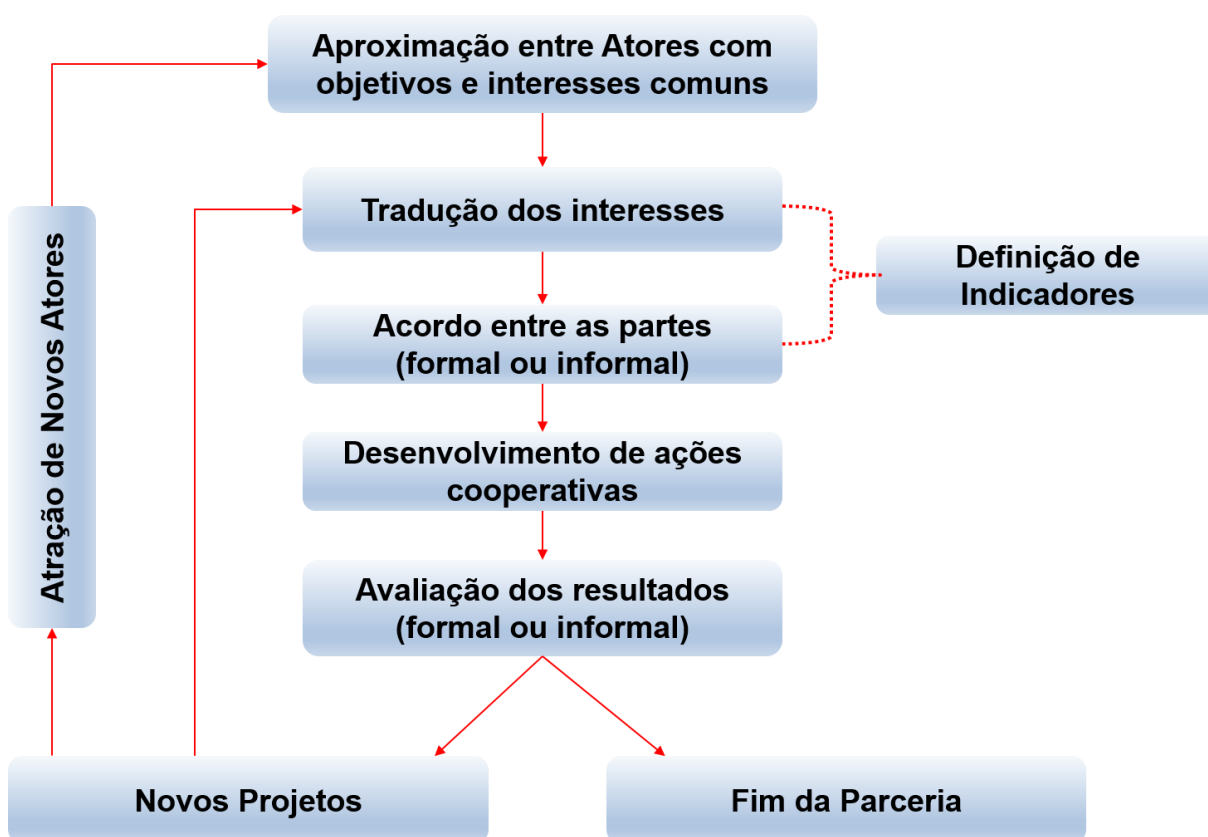 Aproximação entre Atores com
objetivos e interesses comuns
Tradução dos interesses
Definição de
Indicadores
Acordo entre as partes
(formal ou informal)
Atração de Novos Atores
Desenvolvimento de ações
cooperativas
Avaliação dos resultados
(formal ou informal)
Novos Projetos
Fim da Parceria